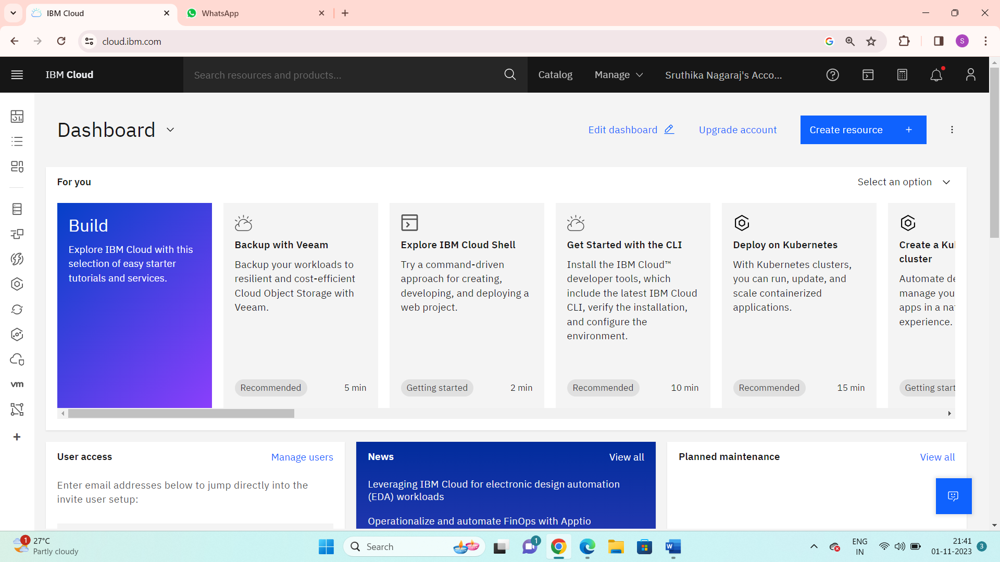 IBM Cloud
WhatsApp
cloud.ibm.com
S
IBM Cloud
Search resources and products...
Catalog
Manage
Sruthika Nagaraj's Acco...
Dashboard
Edit dashboard
Upgrade account
Create resource +
For you
Select an option
Build
Explore IBM Cloud with this
selection of easy starter
tutorials and services.
Backup with Veeam
Backup your workloads to
resilient and cost-efficient
Cloud Object Storage with
Veeam.
Recommended
5 min
Explore IBM Cloud Shell
Try a command-driven
approach for creating,
developing, and deploying a
web project.
Getting started
2 min
Get Started with the CLI
Install the IBM Cloud™
developer tools, which
include the latest IBM Cloud
CLI, verify the installation,
and configure the
environment.
Recommended
10 min
Deploy on Kubernetes
With Kubernetes clusters,
you can run, update, and
scale containerized
applications.
Recommended
15 min
Create a Ku
cluster
Automate de
manage you
apps in a na
experience.
Getting start
vm
User access
Manage users
Enter email addresses below to jump directly into the
invite user setup:
News
View all
Leveraging IBM Cloud for electronic design automation
(EDA) workloads
Operationalize and automate FinOps with Apptio
Planned maintenance
View all
1
27°C
Partly cloudy
Search
1
W
ENG
IN
21:41
01-11-2023
3